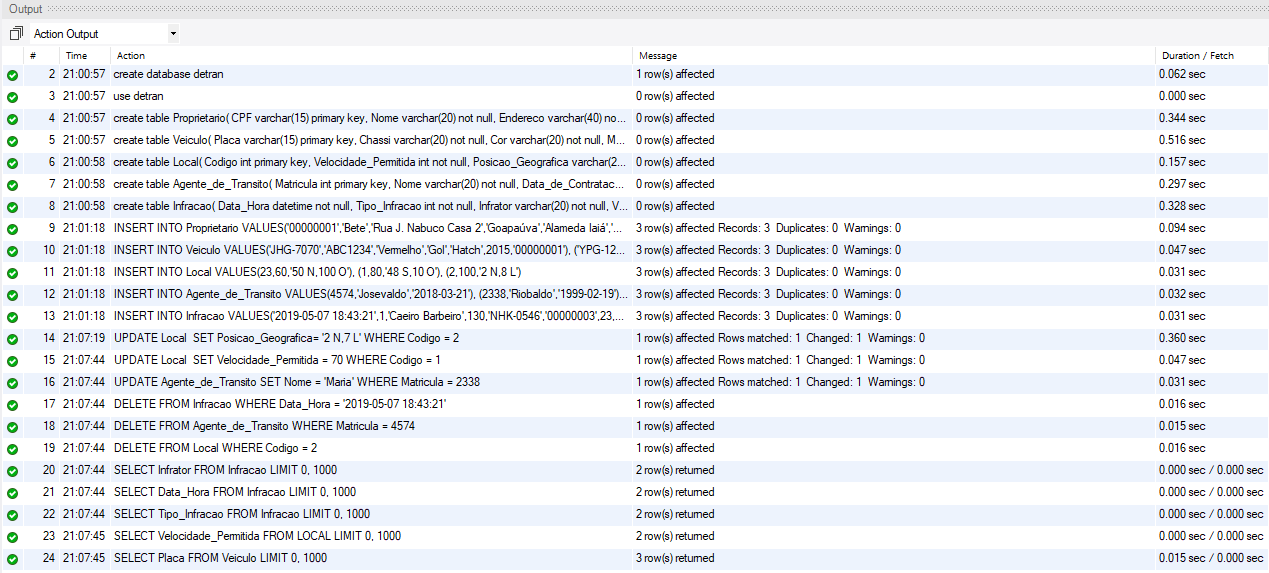 Output
Action Output
# Time Action Message Duration / Fetch
2 21:00:57 create database detran 1 row(s) affected 0.062 sec
3 21:00:57 use detran 0 row(s) affected 0.000 sec
4 21:00:57 create table Proprietario( CPF varchar(15) primary key, Nome varchar(20) not null, Endereco varchar(40) no... 0 row(s) affected 0.344 sec
5 21:00:57 create table Veiculo( Placa varchar(15) primary key, Chassi varchar(20) not null, Cor varchar(20) not null, M... 0 row(s) affected 0.516 sec
6 21:00:58 create table Local( Codigo int primary key, Velocidade_Permitida int not null, Posicao_Geografica varchar(2... 0 row(s) affected 0.157 sec
7 21:00:58 create table Agente_de_Transito( Matricula int primary key, Nome varchar(20) not null, Data_de_Contratac... 0 row(s) affected 0.297 sec
8 21:00:58 create table Infracao( Data_Hora datetime not null, Tipo_Infracao int not null, Infrator varchar(20) not null, V... 0 row(s) affected 0.328 sec
9 21:01:18 INSERT INTO Proprietario VALUES('00000001','Bete','Rua J. Nabuco Casa 2','Goapaúva','Alameda Iaiá',... 3 row(s) affected Records: 3 Duplicates: 0 Warnings: 0 0.094 sec
10 21:01:18 INSERT INTO Veiculo VALUES('JHG-7070','ABC1234','Vermelho','Gol','Hatch',2015,'00000001'), ('YPG-12... 3 row(s) affected Records: 3 Duplicates: 0 Warnings: 0 0.047 sec
11 21:01:18 INSERT INTO Local VALUES(23,60,'50 N,100 O'), (1,80,'48 S,10 O'), (2,100,'2 N,8 L') 3 row(s) affected Records: 3 Duplicates: 0 Warnings: 0 0.031 sec
12 21:01:18 INSERT INTO Agente_de_Transito VALUES(4574,'Josevaldo','2018-03-21'), (2338,'Riobaldo','1999-02-19')... 3 row(s) affected Records: 3 Duplicates: 0 Warnings: 0 0.032 sec
13 21:01:18 INSERT INTO Infracao VALUES('2019-05-07 18:43:21',1,'Caeiro Barbeiro',130,'NHK-0546','00000003',23,... 3 row(s) affected Records: 3 Duplicates: 0 Warnings: 0 0.031 sec
14 21:07:19 UPDATE Local SET Posicao_Geografica= '2 N,7 L' WHERE Codigo = 2 1 row(s) affected Rows matched: 1 Changed: 1 Warnings: 0 0.360 sec
15 21:07:44 UPDATE Local SET Velocidade_Permitida = 70 WHERE Codigo = 1 1 row(s) affected Rows matched: 1 Changed: 1 Warnings: 0 0.047 sec
16 21:07:44 UPDATE Agente_de_Transito SET Nome = 'Maria' WHERE Matricula = 2338 1 row(s) affected Rows matched: 1 Changed: 1 Warnings: 0 0.031 sec
17 21:07:44 DELETE FROM Infracao WHERE Data_Hora = '2019-05-07 18:43:21' 1 row(s) affected 0.016 sec
18 21:07:44 DELETE FROM Agente_de_Transito WHERE Matricula = 4574 1 row(s) affected 0.015 sec
19 21:07:44 DELETE FROM Local WHERE Codigo = 2 1 row(s) affected 0.016 sec
20 21:07:44 SELECT Infrator FROM Infracao LIMIT 0, 1000 2 row(s) returned 0.000 sec / 0.000 sec
21 21:07:44 SELECT Data_Hora FROM Infracao LIMIT 0, 1000 2 row(s) returned 0.000 sec / 0.000 sec
22 21:07:44 SELECT Tipo_Infracao FROM Infracao LIMIT 0, 1000 2 row(s) returned 0.000 sec / 0.000 sec
23 21:07:45 SELECT Velocidade_Permitida FROM LOCAL LIMIT 0, 1000 2 row(s) returned 0.000 sec / 0.000 sec
24 21:07:45 SELECT Placa FROM Veiculo LIMIT 0, 1000 3 row(s) returned 0.015 sec / 0.000 sec